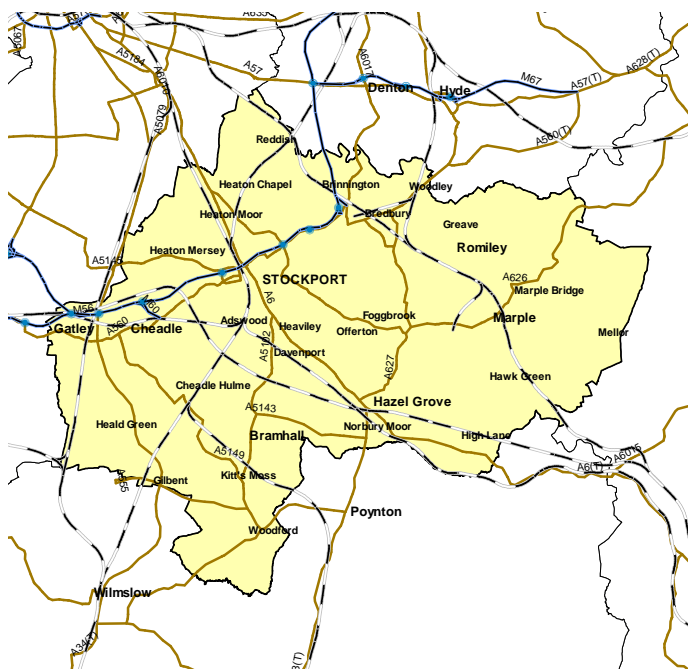 A5067
A5184
A6010
A57
A6017
M67
A57(T)
A628(T)
Denton
Hyde
A5079
A560(T)
Reddish
Heaton Chapel
Brinnington
Woodley
Heaton Moor
Bredbury
Greave
Heaton Mersey
Romiley
A5145
STOCKPORT
A626
Marple Bridge
M56
M60
A6
Gatley
A560
Cheadle
Adswood
Heaviley
Offerton
Foggbrook
Marple
Mellor
A5102
Davenport
A627
Cheadle Hulme
Hawk Green
Hazel Grove
A5143
Heald Green
Bramhall
Norbury Moor
High Lane
A5149
A6(T)
A6015
Gilbent
Kitt's Moss
Poynton
Woodford
Wilmslow
A34(T)